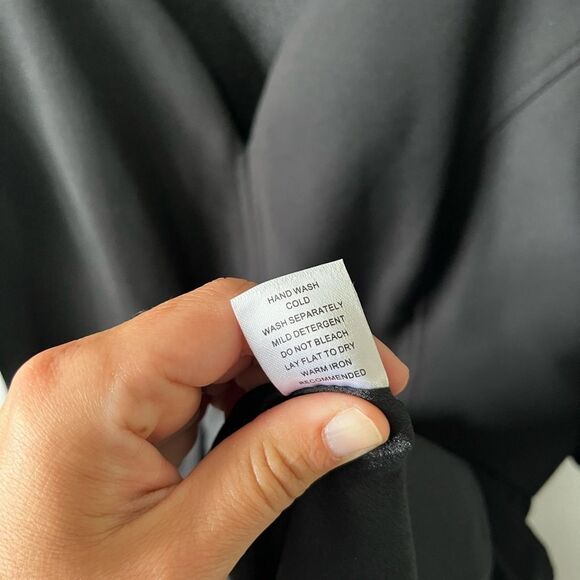 HAND WASH
COLD
WASH SEPARATELY
MILD DETERGENT
DO NOT BLEACH
LAY FLAT TO DRY
WARM IRON
RECOMMENDED